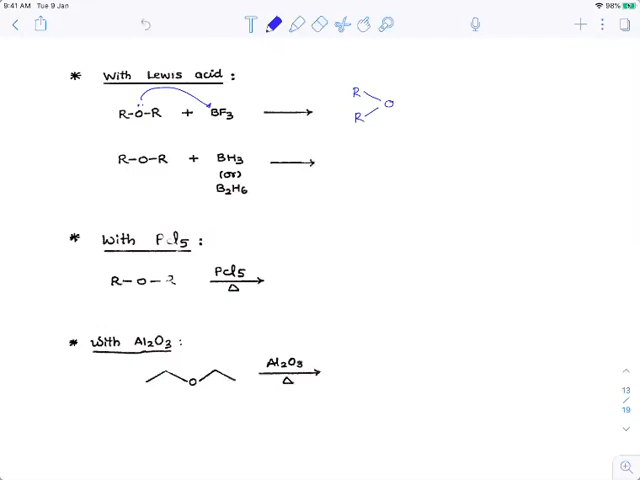 9:41 AM Tue 9 Jan
98%
* With Lewis acid :
R-Ö-R + BF3 ⟶
R
O
R
R-O-R + BH3 ⟶
(or)
B2H6
* With PCl5 :
R-O-R PCl5 ⟶
Δ
* With Al2O3 :
O Al2O3 ⟶
Δ
13
/
19